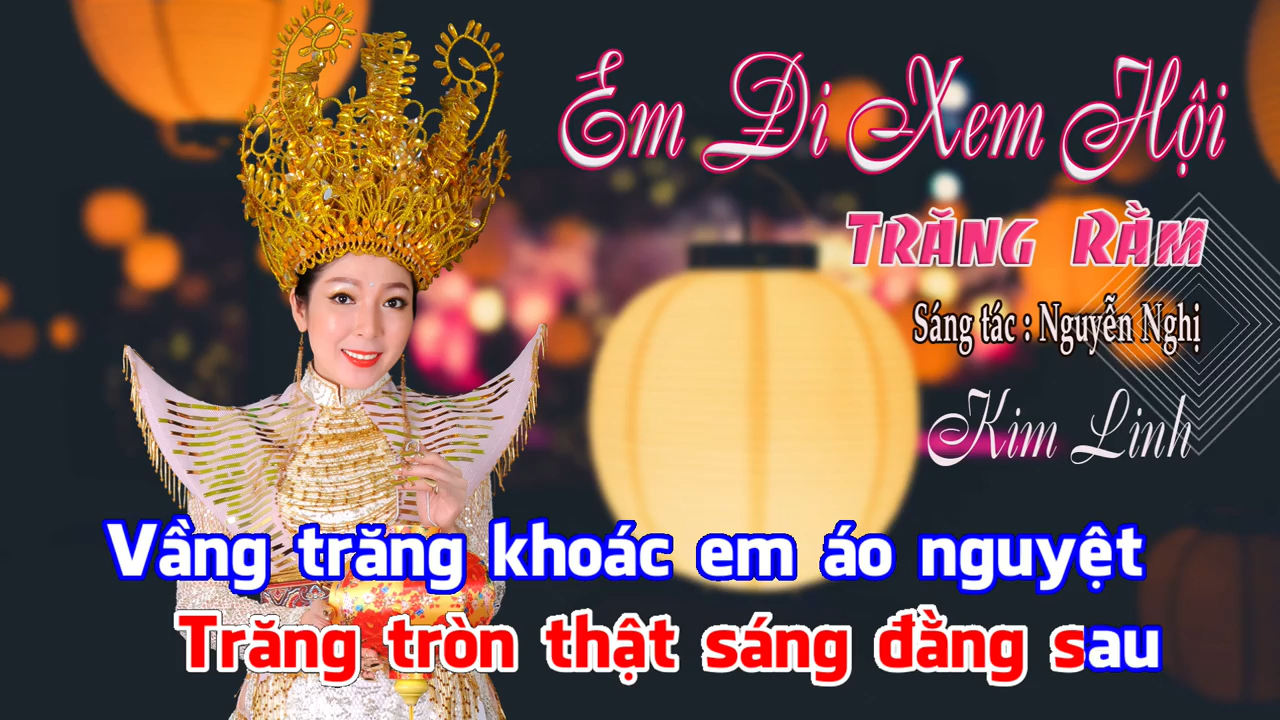 Em Đi Xem Hội
TRĂNG RẰM
Sáng tác : Nguyễn Nghị
Kim Linh
Vầng trăng khoác em áo nguyệt
Trăng tròn thật sáng đằng sau